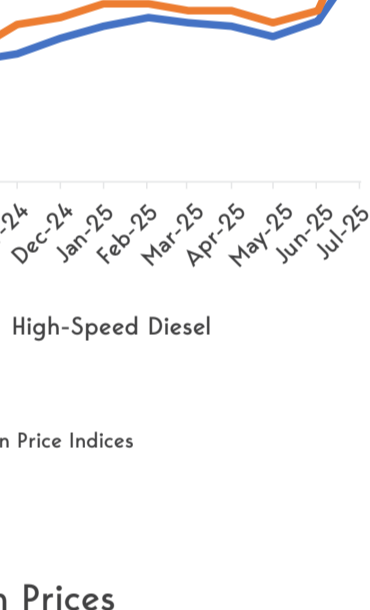 -24 Dec-24 Jan-25 Feb-25 Mar-25 Apr-25 May-25 Jun-25 Jul-25
High-Speed Diesel
n Price Indices
Prices